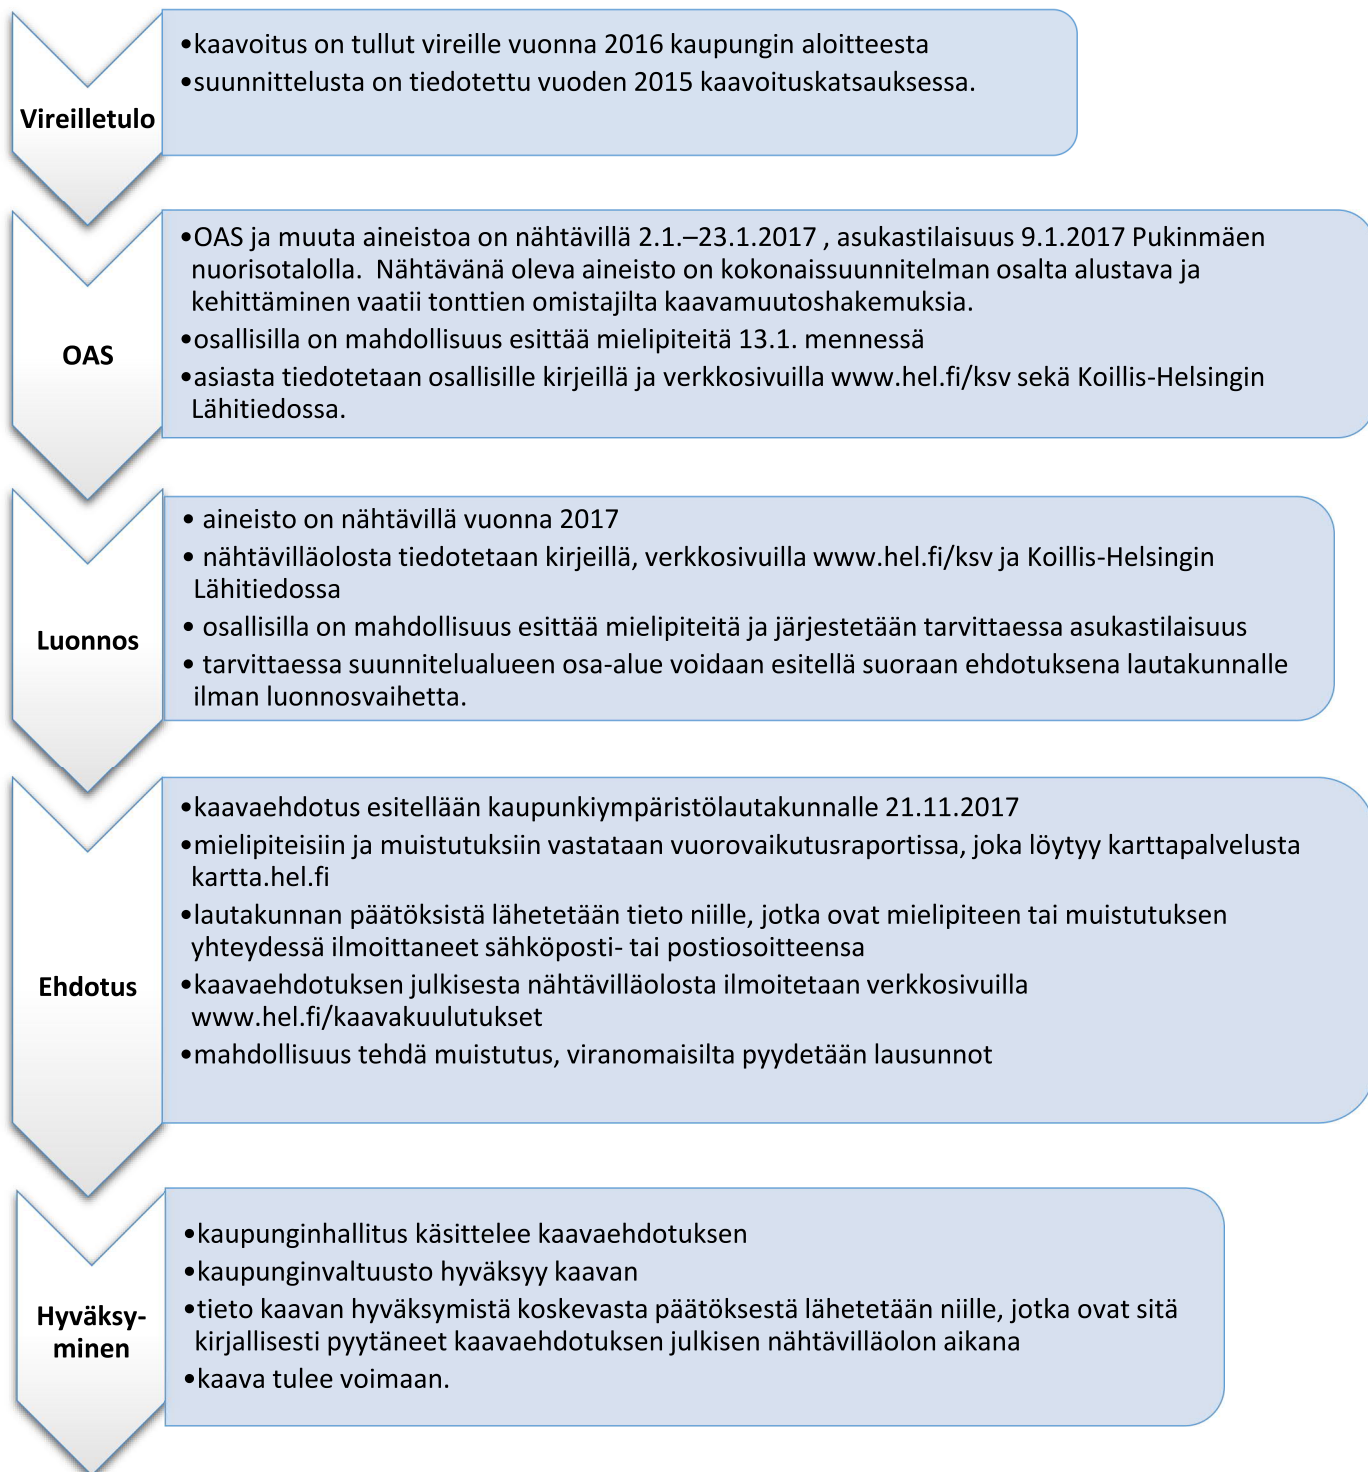 Vireilletulo
•kaavoitus on tullut vireille vuonna 2016 kaupungin aloitteesta
•suunnittelusta on tiedotettu vuoden 2015 kaavoituskatsauksessa.
OAS
•OAS ja muuta aineistoa on nähtävillä 2.1.–23.1.2017 , asukastilaisuus 9.1.2017 Pukinmäen
nuorisotalolla.  Nähtävänä oleva aineisto on kokonaissuunnitelman osalta alustava ja
kehittäminen vaatii tonttien omistajilta kaavamuutoshakemuksia.
•osallisilla on mahdollisuus esittää mielipiteitä 13.1. mennessä
•asiasta tiedotetaan osallisille kirjeillä ja verkkosivuilla www.hel.fi/ksv sekä Koillis-Helsingin
Lähitiedossa.
Luonnos
• aineisto on nähtävillä vuonna 2017
• nähtävilläolosta tiedotetaan kirjeillä, verkkosivuilla www.hel.fi/ksv ja Koillis-Helsingin
Lähitiedossa
• osallisilla on mahdollisuus esittää mielipiteitä ja järjestetään tarvittaessa asukastilaisuus
• tarvittaessa suunnitelualueen osa-alue voidaan esitellä suoraan ehdotuksena lautakunnalle
ilman luonnosvaihetta.
Ehdotus
•kaavaehdotus esitellään kaupunkiympäristölautakunnalle 21.11.2017
•mielipiteisiin ja muistutuksiin vastataan vuorovaikutusraportissa, joka löytyy karttapalvelusta
kartta.hel.fi
•lautakunnan päätöksistä lähetetään tieto niille, jotka ovat mielipiteen tai muistutuksen
yhteydessä ilmoittaneet sähköposti- tai postiosoitteensa
•kaavaehdotuksen julkisesta nähtävilläolosta ilmoitetaan verkkosivuilla
www.hel.fi/kaavakuulutukset
•mahdollisuus tehdä muistutus, viranomaisilta pyydetään lausunnot
Hyväksy-
minen
•kaupunginhallitus käsittelee kaavaehdotuksen
•kaupunginvaltuusto hyväksyy kaavan
•tieto kaavan hyväksymistä koskevasta päätöksestä lähetetään niille, jotka ovat sitä
kirjallisesti pyytäneet kaavaehdotuksen julkisen nähtävilläolon aikana
•kaava tulee voimaan.